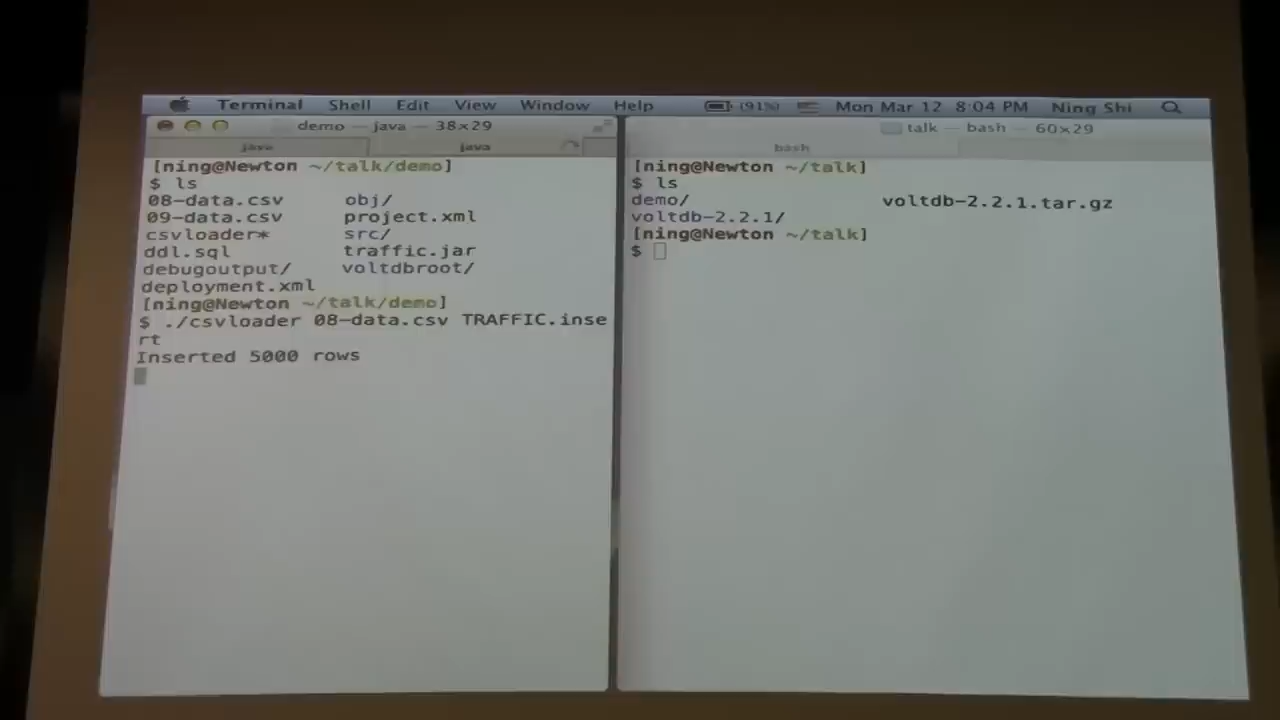 Terminal Shell Edit View Window Help (91%) Mon Mar 12 8:04 PM Ning Shi
demo — java — 38×29
java java
[ning@Newton ~/talk/demo]
$ ls
08-data.csv obj/
09-data.csv project.xml
csvloader* src/
ddl.sql traffic.jar
debugoutput/ voltdbroot/
deployment.xml
[ning@Newton ~/talk/demo]
$ ./csvloader 08-data.csv TRAFFIC.inse
rt
Inserted 5000 rows
talk — bash — 60×29
bash
[ning@Newton ~/talk]
$ ls
demo/ voltdb-2.2.1.tar.gz
voltdb-2.2.1/
[ning@Newton ~/talk]
$